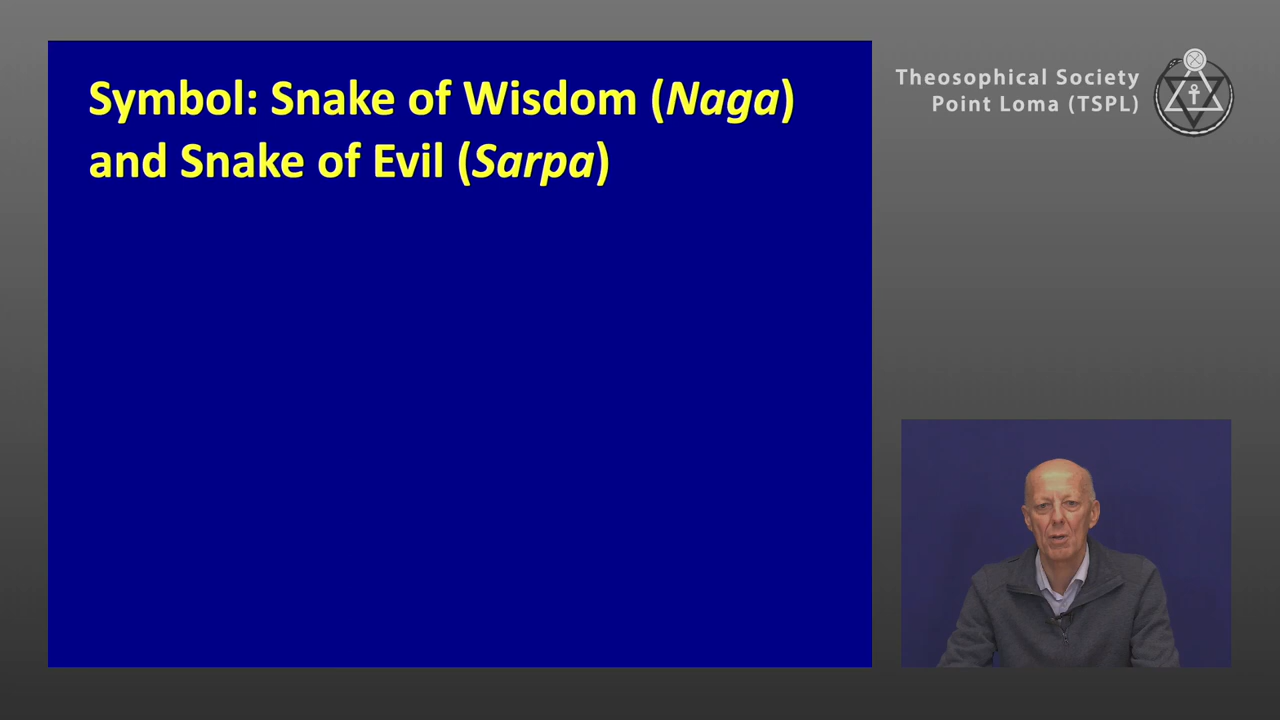 Symbol: Snake of Wisdom (Naga)
and Snake of Evil (Sarpa)
Theosophical Society
Point Loma (TSPL)